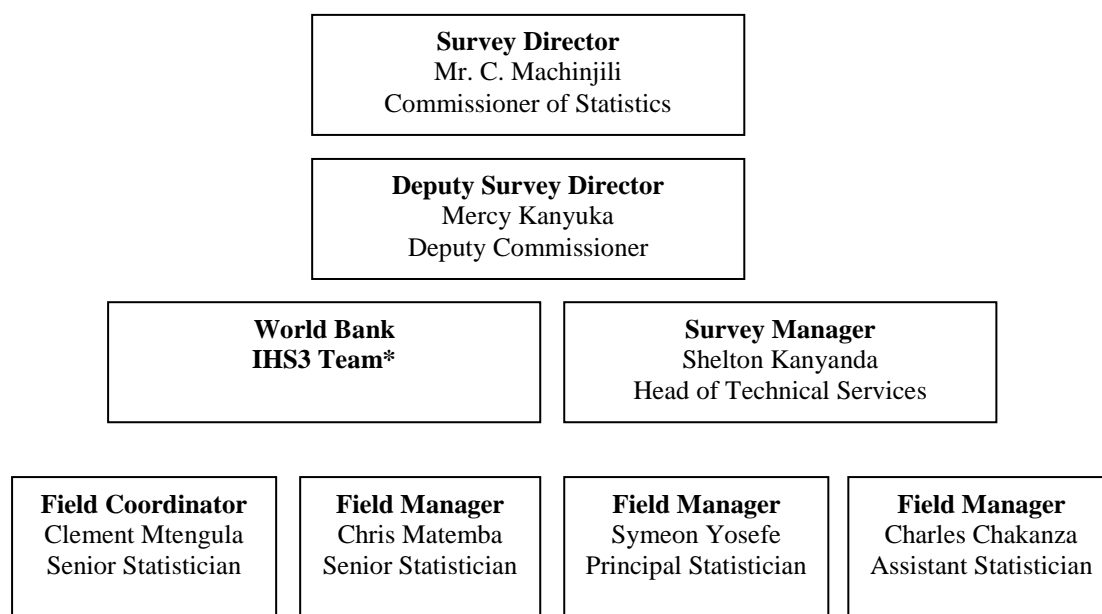 Survey Director
Mr. C. Machinjili
Commissioner of Statistics
Deputy Survey Director
Mercy Kanyuka
Deputy Commissioner
World Bank
IHS3 Team*
Survey Manager
Shelton Kanyanda
Head of Technical Services
Field Coordinator
Clement Mtengula
Senior Statistician
Field Manager
Chris Matemba
Senior Statistician
Field Manager
Symeon Yosefe
Principal Statistician
Field Manager
Charles Chakanza
Assistant Statistician